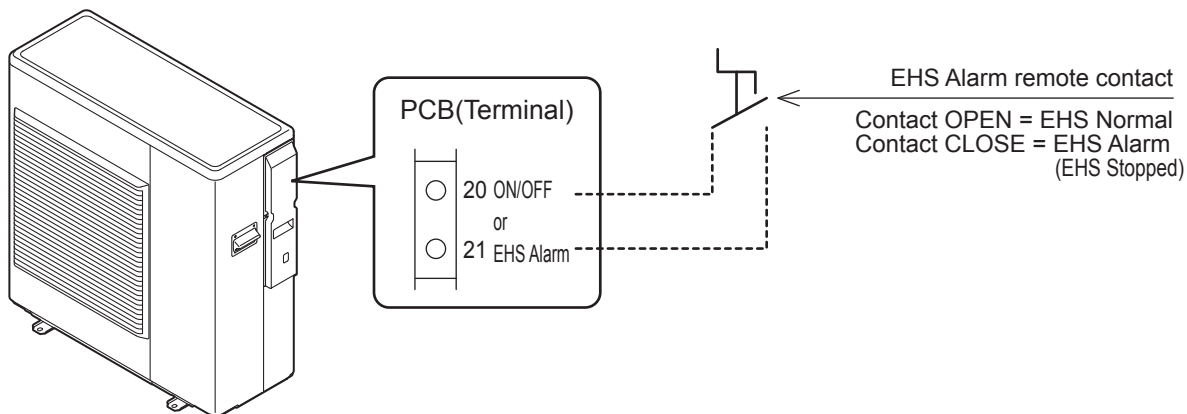 PCB(Terminal)
20 ON/OFF
or
21 EHS Alarm
EHS Alarm remote contact
Contact OPEN = EHS Normal
Contact CLOSE = EHS Alarm
(EHS Stopped)